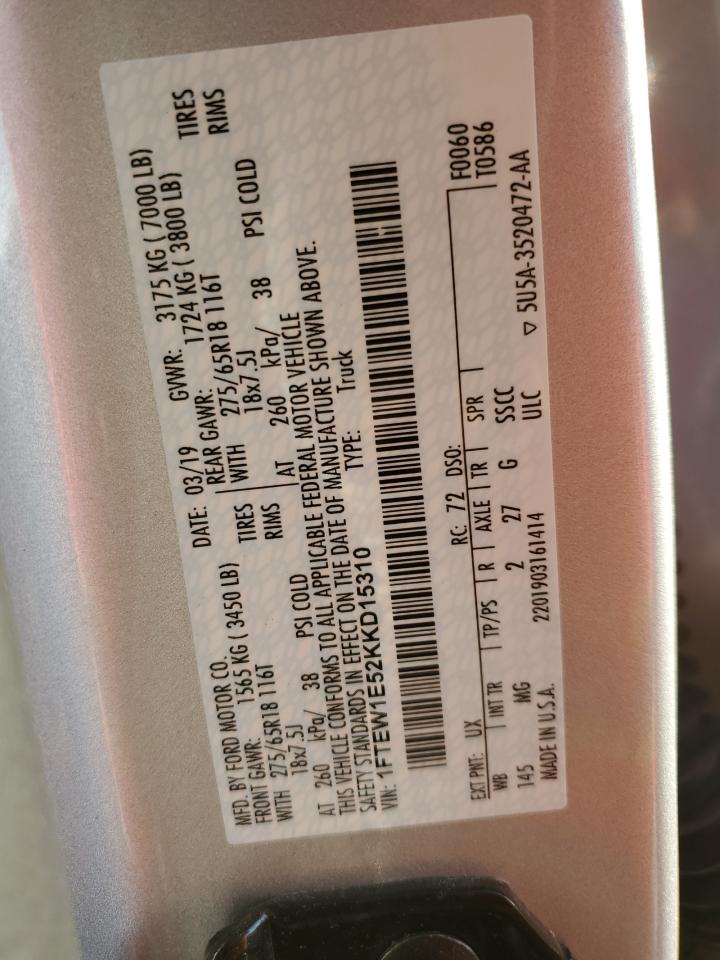 MFD. BY FORD MOTOR CO.
DATE: 03/19 GVWR: 3175 KG ( 7000 LB)
FRONT GAWR: 1565 KG ( 3450 LB) REAR GAWR: 1724 KG ( 3800 LB)
WITH 275/65R18 116T TIRES WITH 275/65R18 116T TIRES
18x7.5J RIMS 18x7.5J RIMS
AT 260 kPa/ 38 PSI COLD AT 260 kPa/ 38 PSI COLD
THIS VEHICLE CONFORMS TO ALL APPLICABLE FEDERAL MOTOR VEHICLE
SAFETY STANDARDS IN EFFECT ON THE DATE OF MANUFACTURE SHOWN ABOVE.
VIN: 1FTEW1E52KKD15310 TYPE: Truck
EXT PNT: UX RC: 72 DSO: F0060
WB INT TR TP/PS R AXLE TR SPR T0586
145 MG 2 27 G SSCC
ULC
MADE IN U.S.A. 2201903161414 ▽ 5U5A-3520472-AA